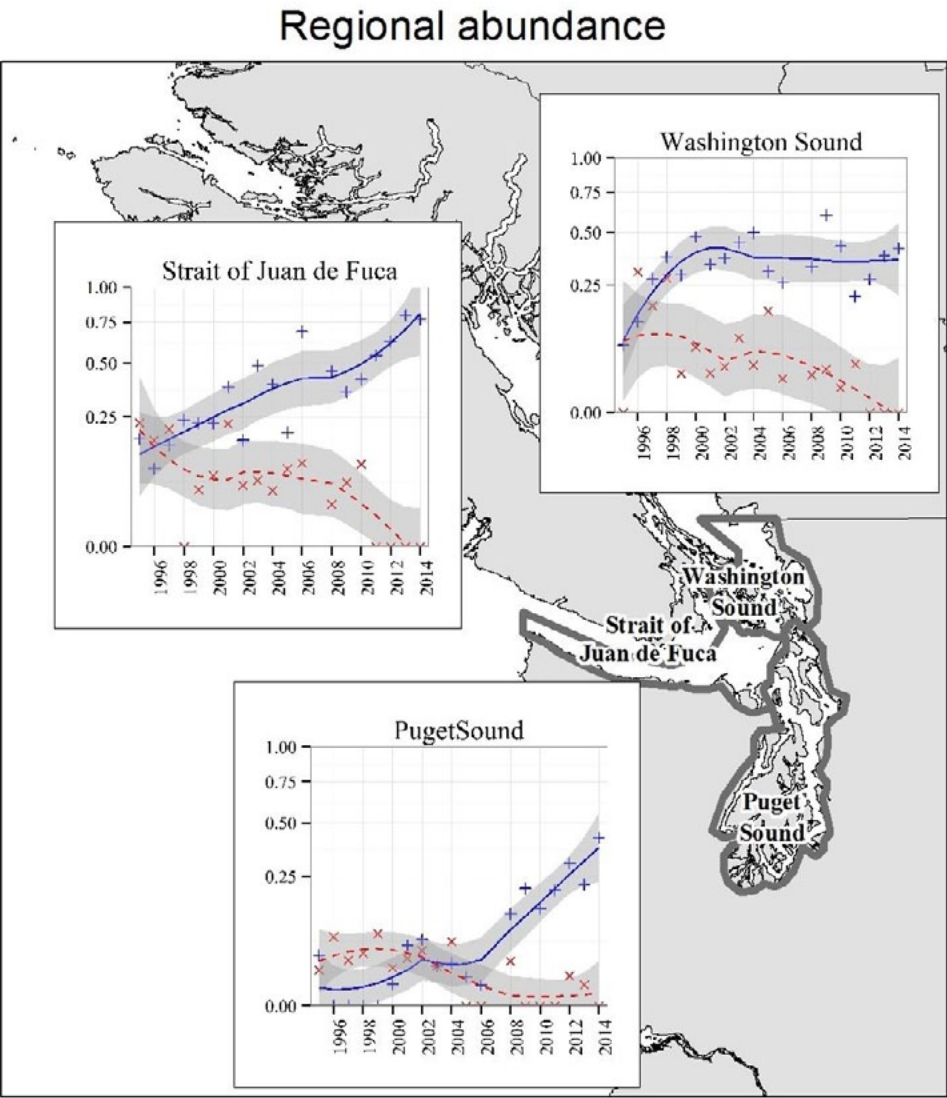 Regional abundance
Washington Sound
1.00
0.75
0.50
0.25
0.00
1996 1998 2000 2002 2004 2006 2008 2010 2012 2014
Strait of Juan de Fuca
1.00
0.75
0.50
0.25
0.00
1996 1998 2000 2002 2004 2006 2008 2010 2012 2014
Washington
Sound
Strait of
Juan de Fuca
PugetSound
1.00
0.75
0.50
0.25
0.00
1996 1998 2000 2002 2004 2006 2008 2010 2012 2014
Puget
Sound